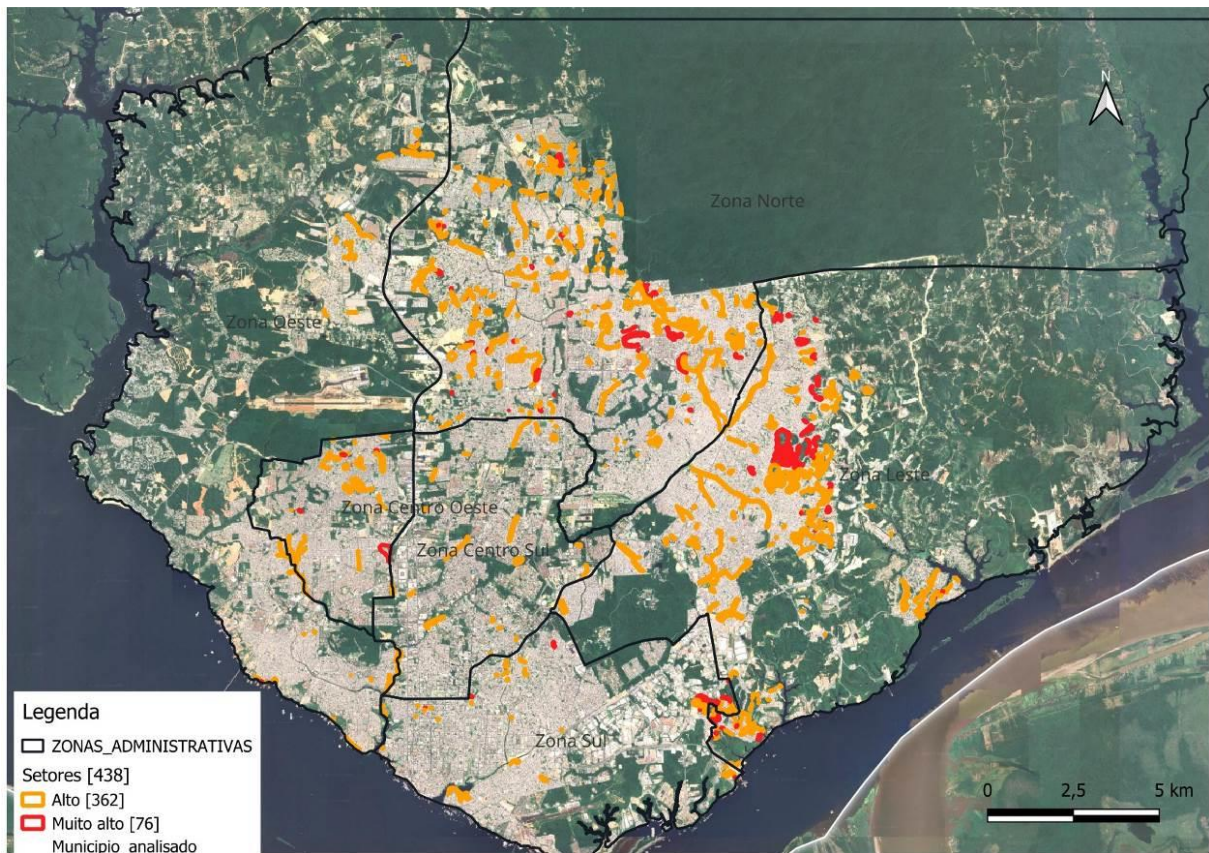 N
Zona Norte
Zona Oeste
Zona Leste
Zona Centro Oeste
Zona Centro Sul
Zona Sul
Legenda
ZONAS_ADMINISTRATIVAS
Setores [438]
Alto [362]
Muito alto [76]
Municipio_analisado
0 2,5 5 km